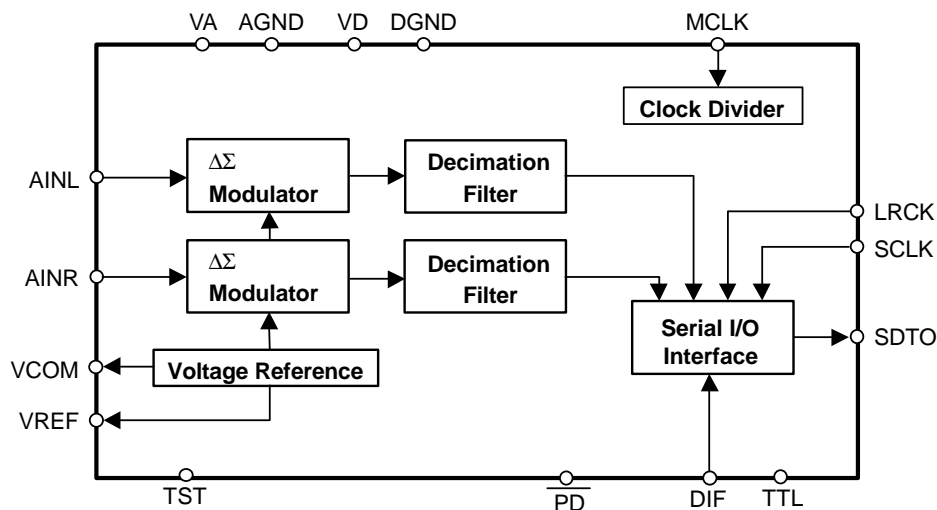 VA AGND VD DGND MCLK
Clock Divider
ΔΣ
Modulator
Decimation
Filter
AINL
LRCK
SCLK
ΔΣ
Modulator
Decimation
Filter
AINR
Serial I/O
Interface
SDTO
Voltage Reference
VCOM
VREF
TST PD DIF TTL